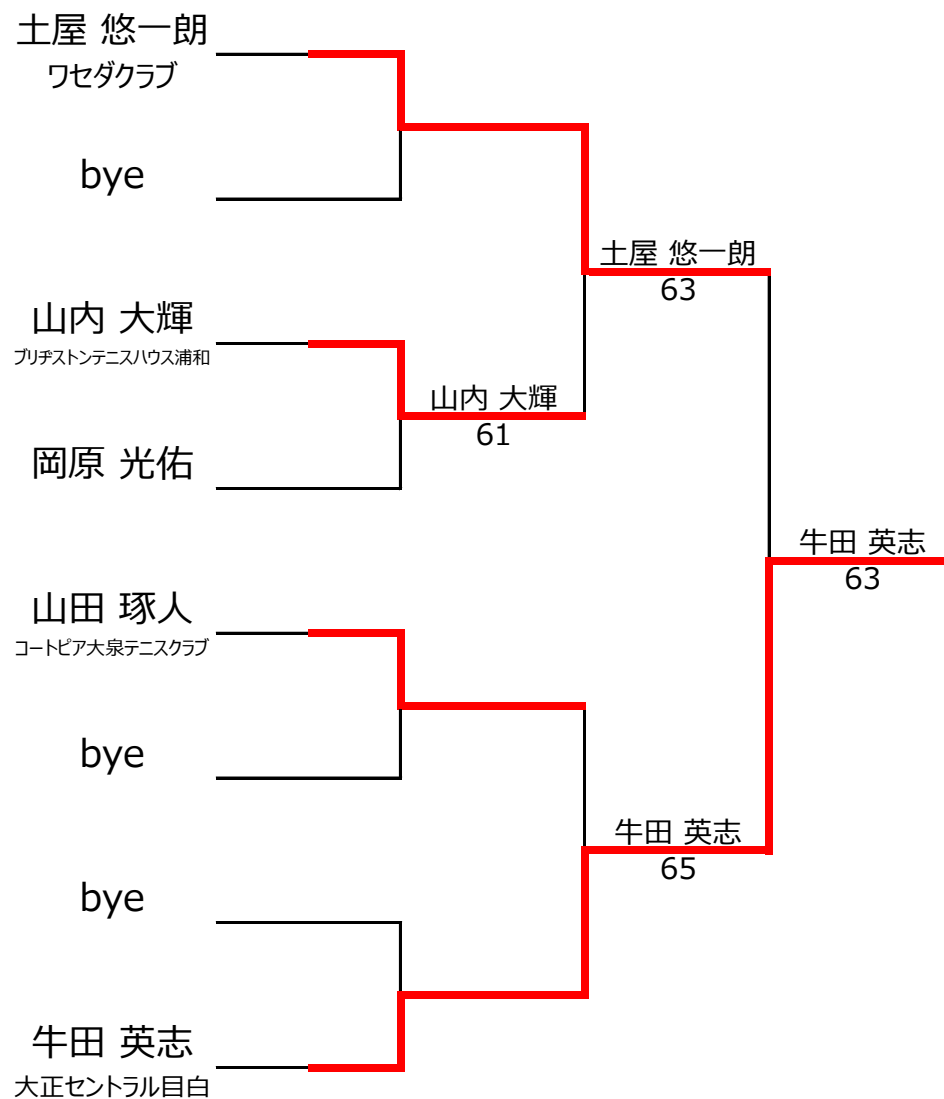 土屋 悠一朗
ワセダクラブ
bye
土屋 悠一朗
63
山内 大輝
ブリヂストンテニスハウス浦和
山内 大輝
61
岡原 光佑
牛田 英志
63
山田 琢人
コートピア大泉テニスクラブ
bye
牛田 英志
65
bye
牛田 英志
大正セントラル目白